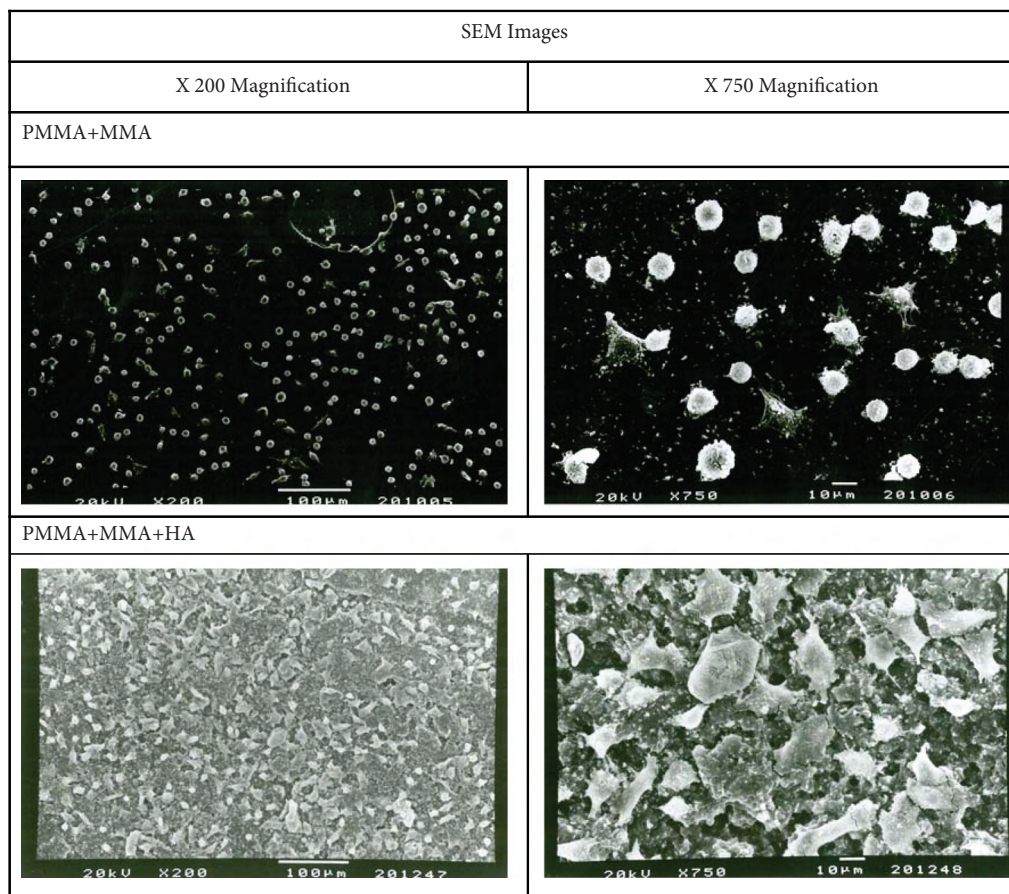 SEM Images
X 200 Magnification X 750 Magnification
PMMA+MMA
20kV X200 100µm 201005 20kV X750 10µm 201006
PMMA+MMA+HA
20kV X200 100µm 201247 20kV X750 10µm 201248